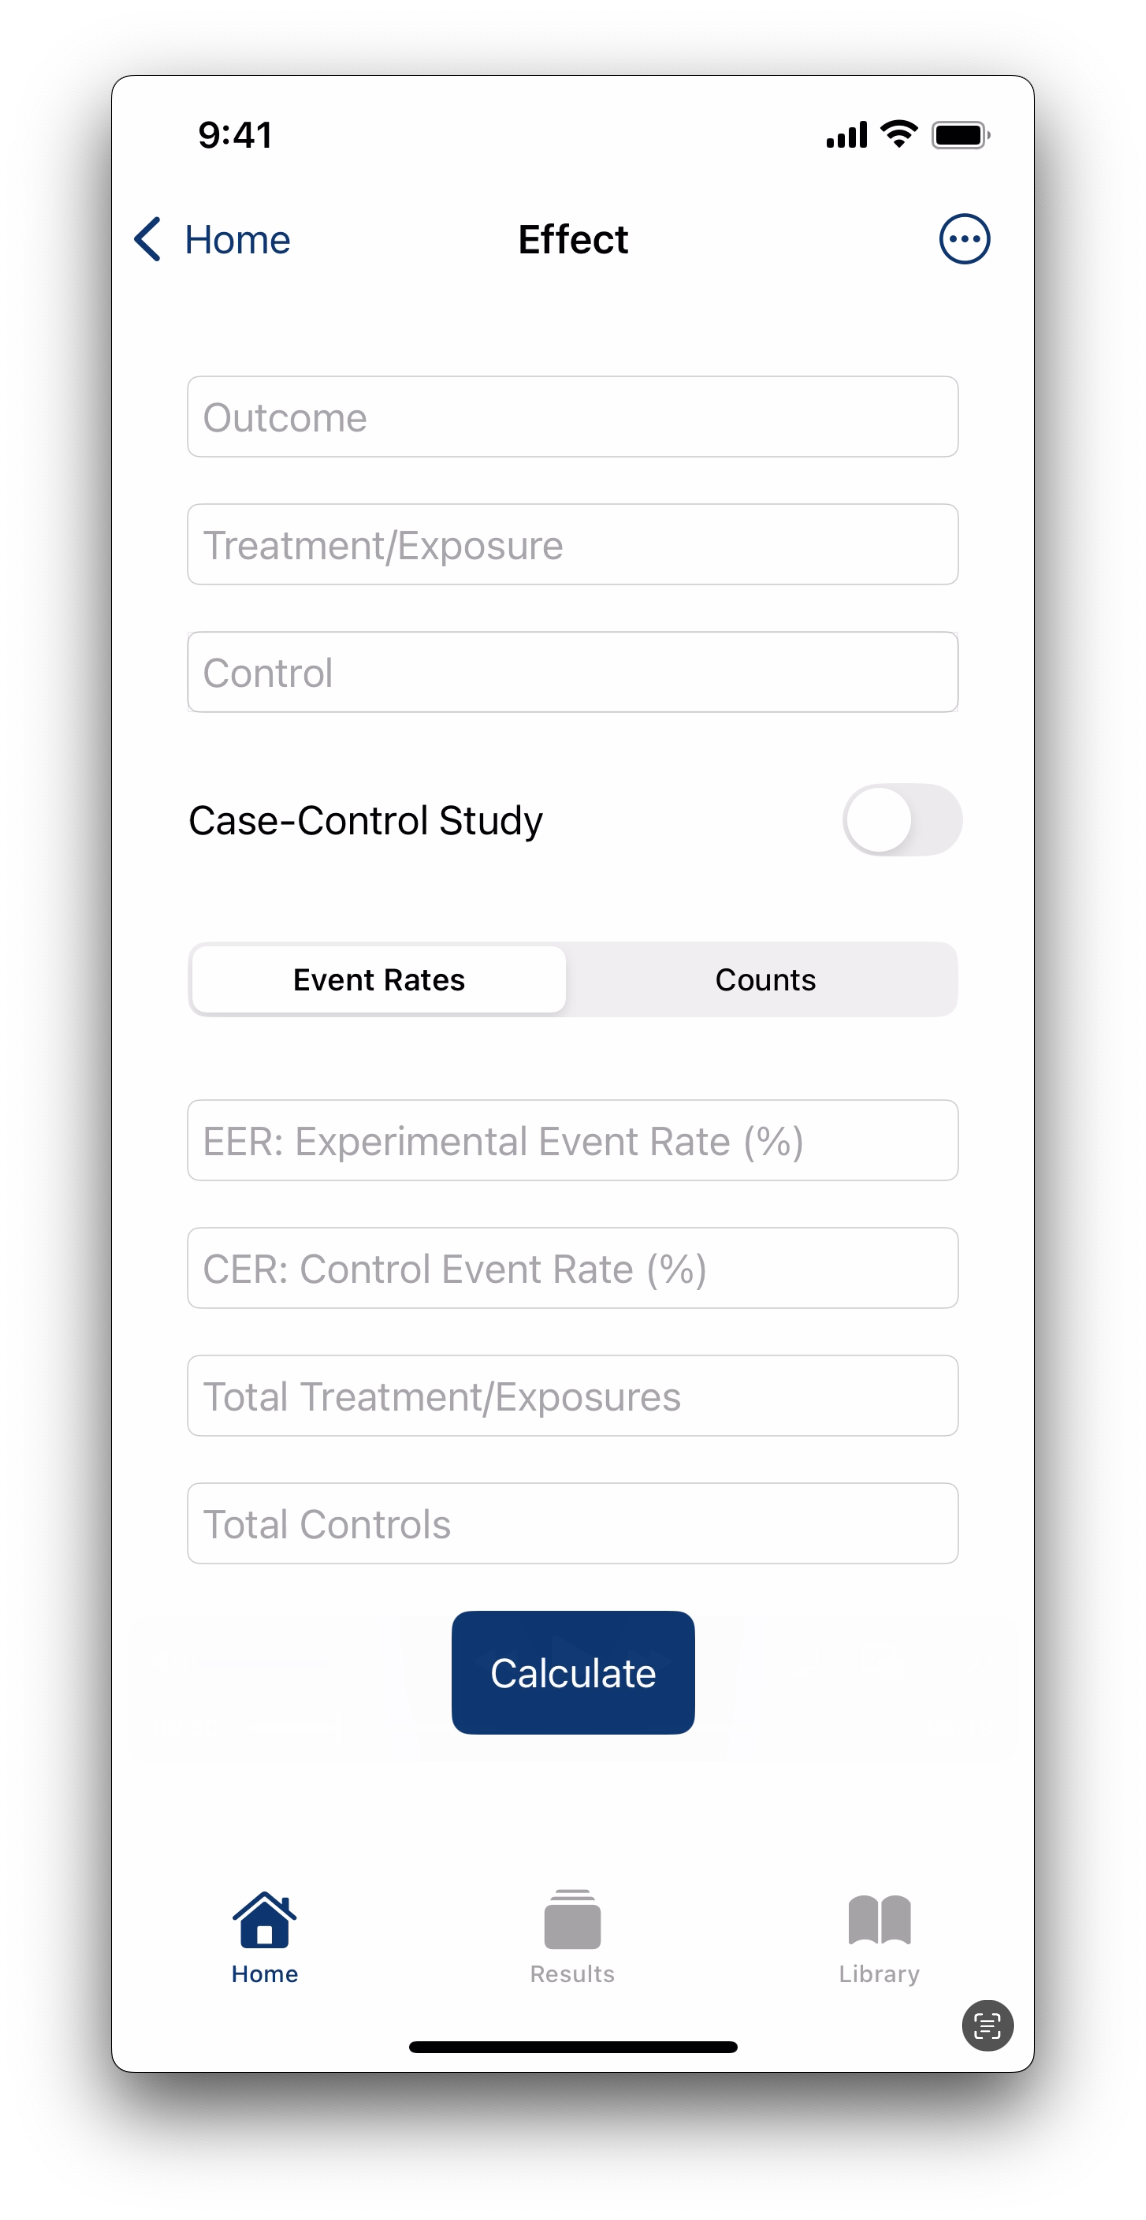 9:41
Home
Effect
Outcome
Treatment/Exposure
Control
Case-Control Study
Event Rates
Counts
EER: Experimental Event Rate (%)
CER: Control Event Rate (%)
Total Treatment/Exposures
Total Controls
Calculate
Home
Results
Library